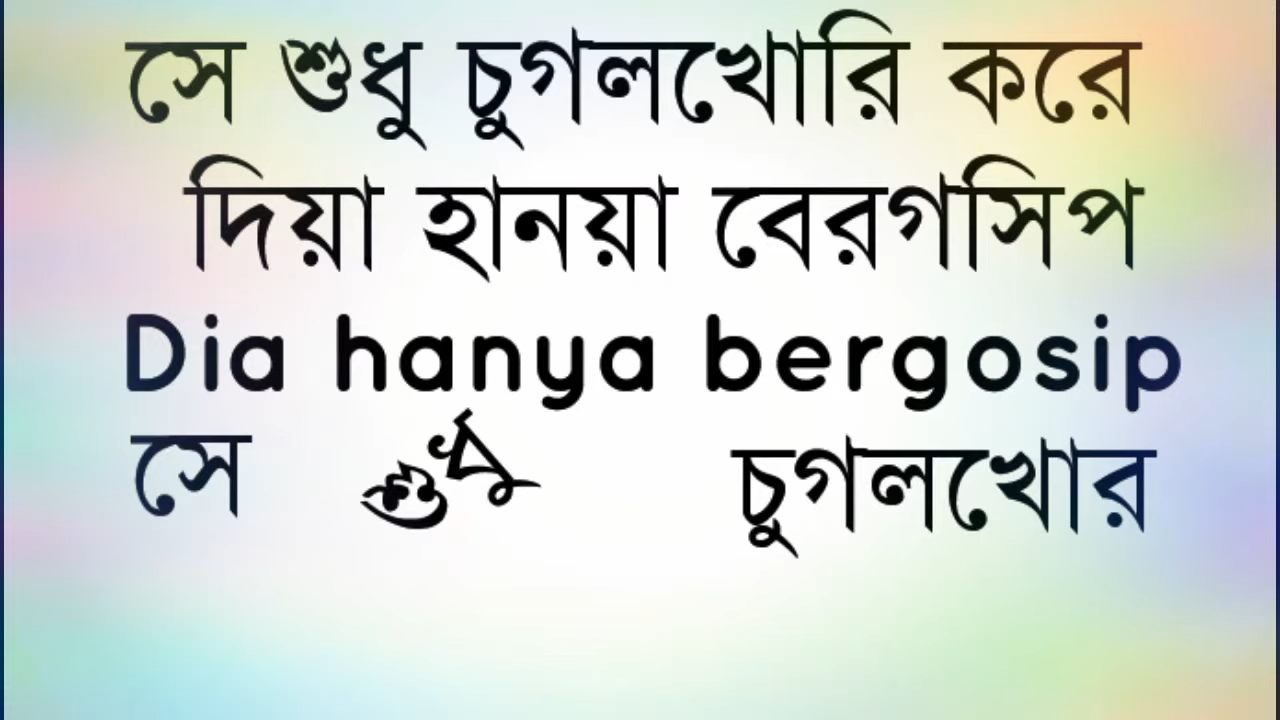 সে শুধু চুগলখোরি করে
দিয়া হানয়া বেরগসিপ
Dia hanya bergosip
সে শুধু চুগলখোর